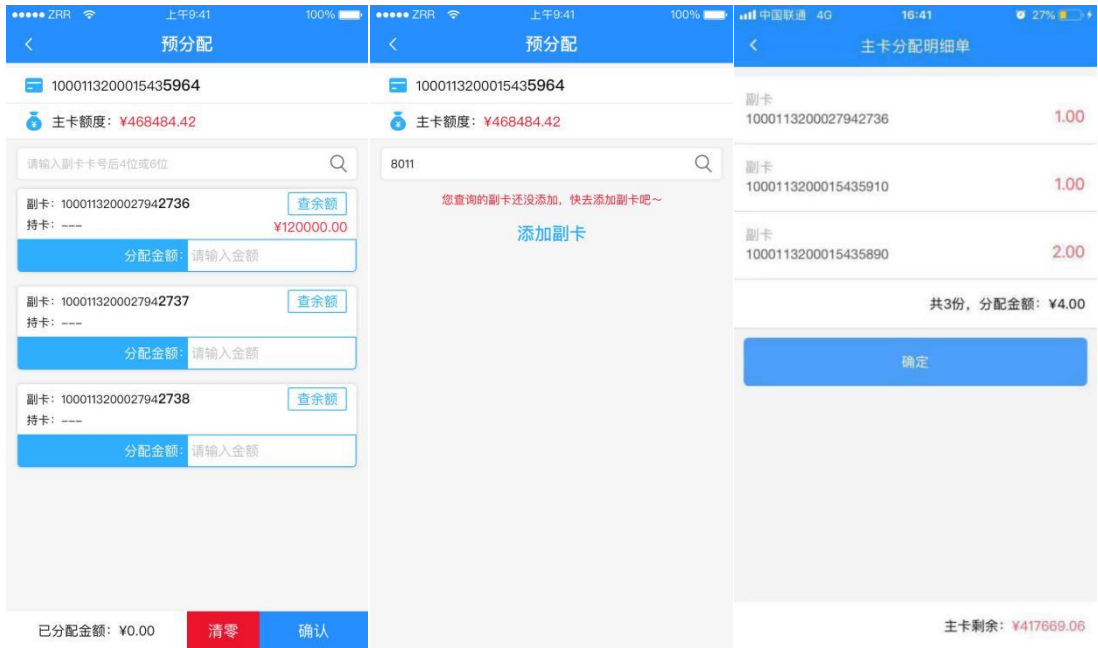 ZRR 上午9:41 100%
预分配
1000113200015435964
主卡额度：¥468484.42
请输入副卡卡号后4位或6位
副卡：1000113200027942736 查余额
持卡：--- ¥120000.00
分配金额：请输入金额
副卡：1000113200027942737 查余额
持卡：---
分配金额：请输入金额
副卡：1000113200027942738 查余额
持卡：---
分配金额：请输入金额
已分配金额：¥0.00 清零 确认
ZRR 上午9:41 100%
预分配
1000113200015435964
主卡额度：¥468484.42
8011
您查询的副卡还没添加，快去添加副卡吧～
添加副卡
中国联通 4G 16:41 27%
主卡分配明细单
副卡
1000113200027942736 1.00
副卡
1000113200015435910 1.00
副卡
1000113200015435890 2.00
共3份，分配金额：¥4.00
确定
主卡剩余：¥417669.06